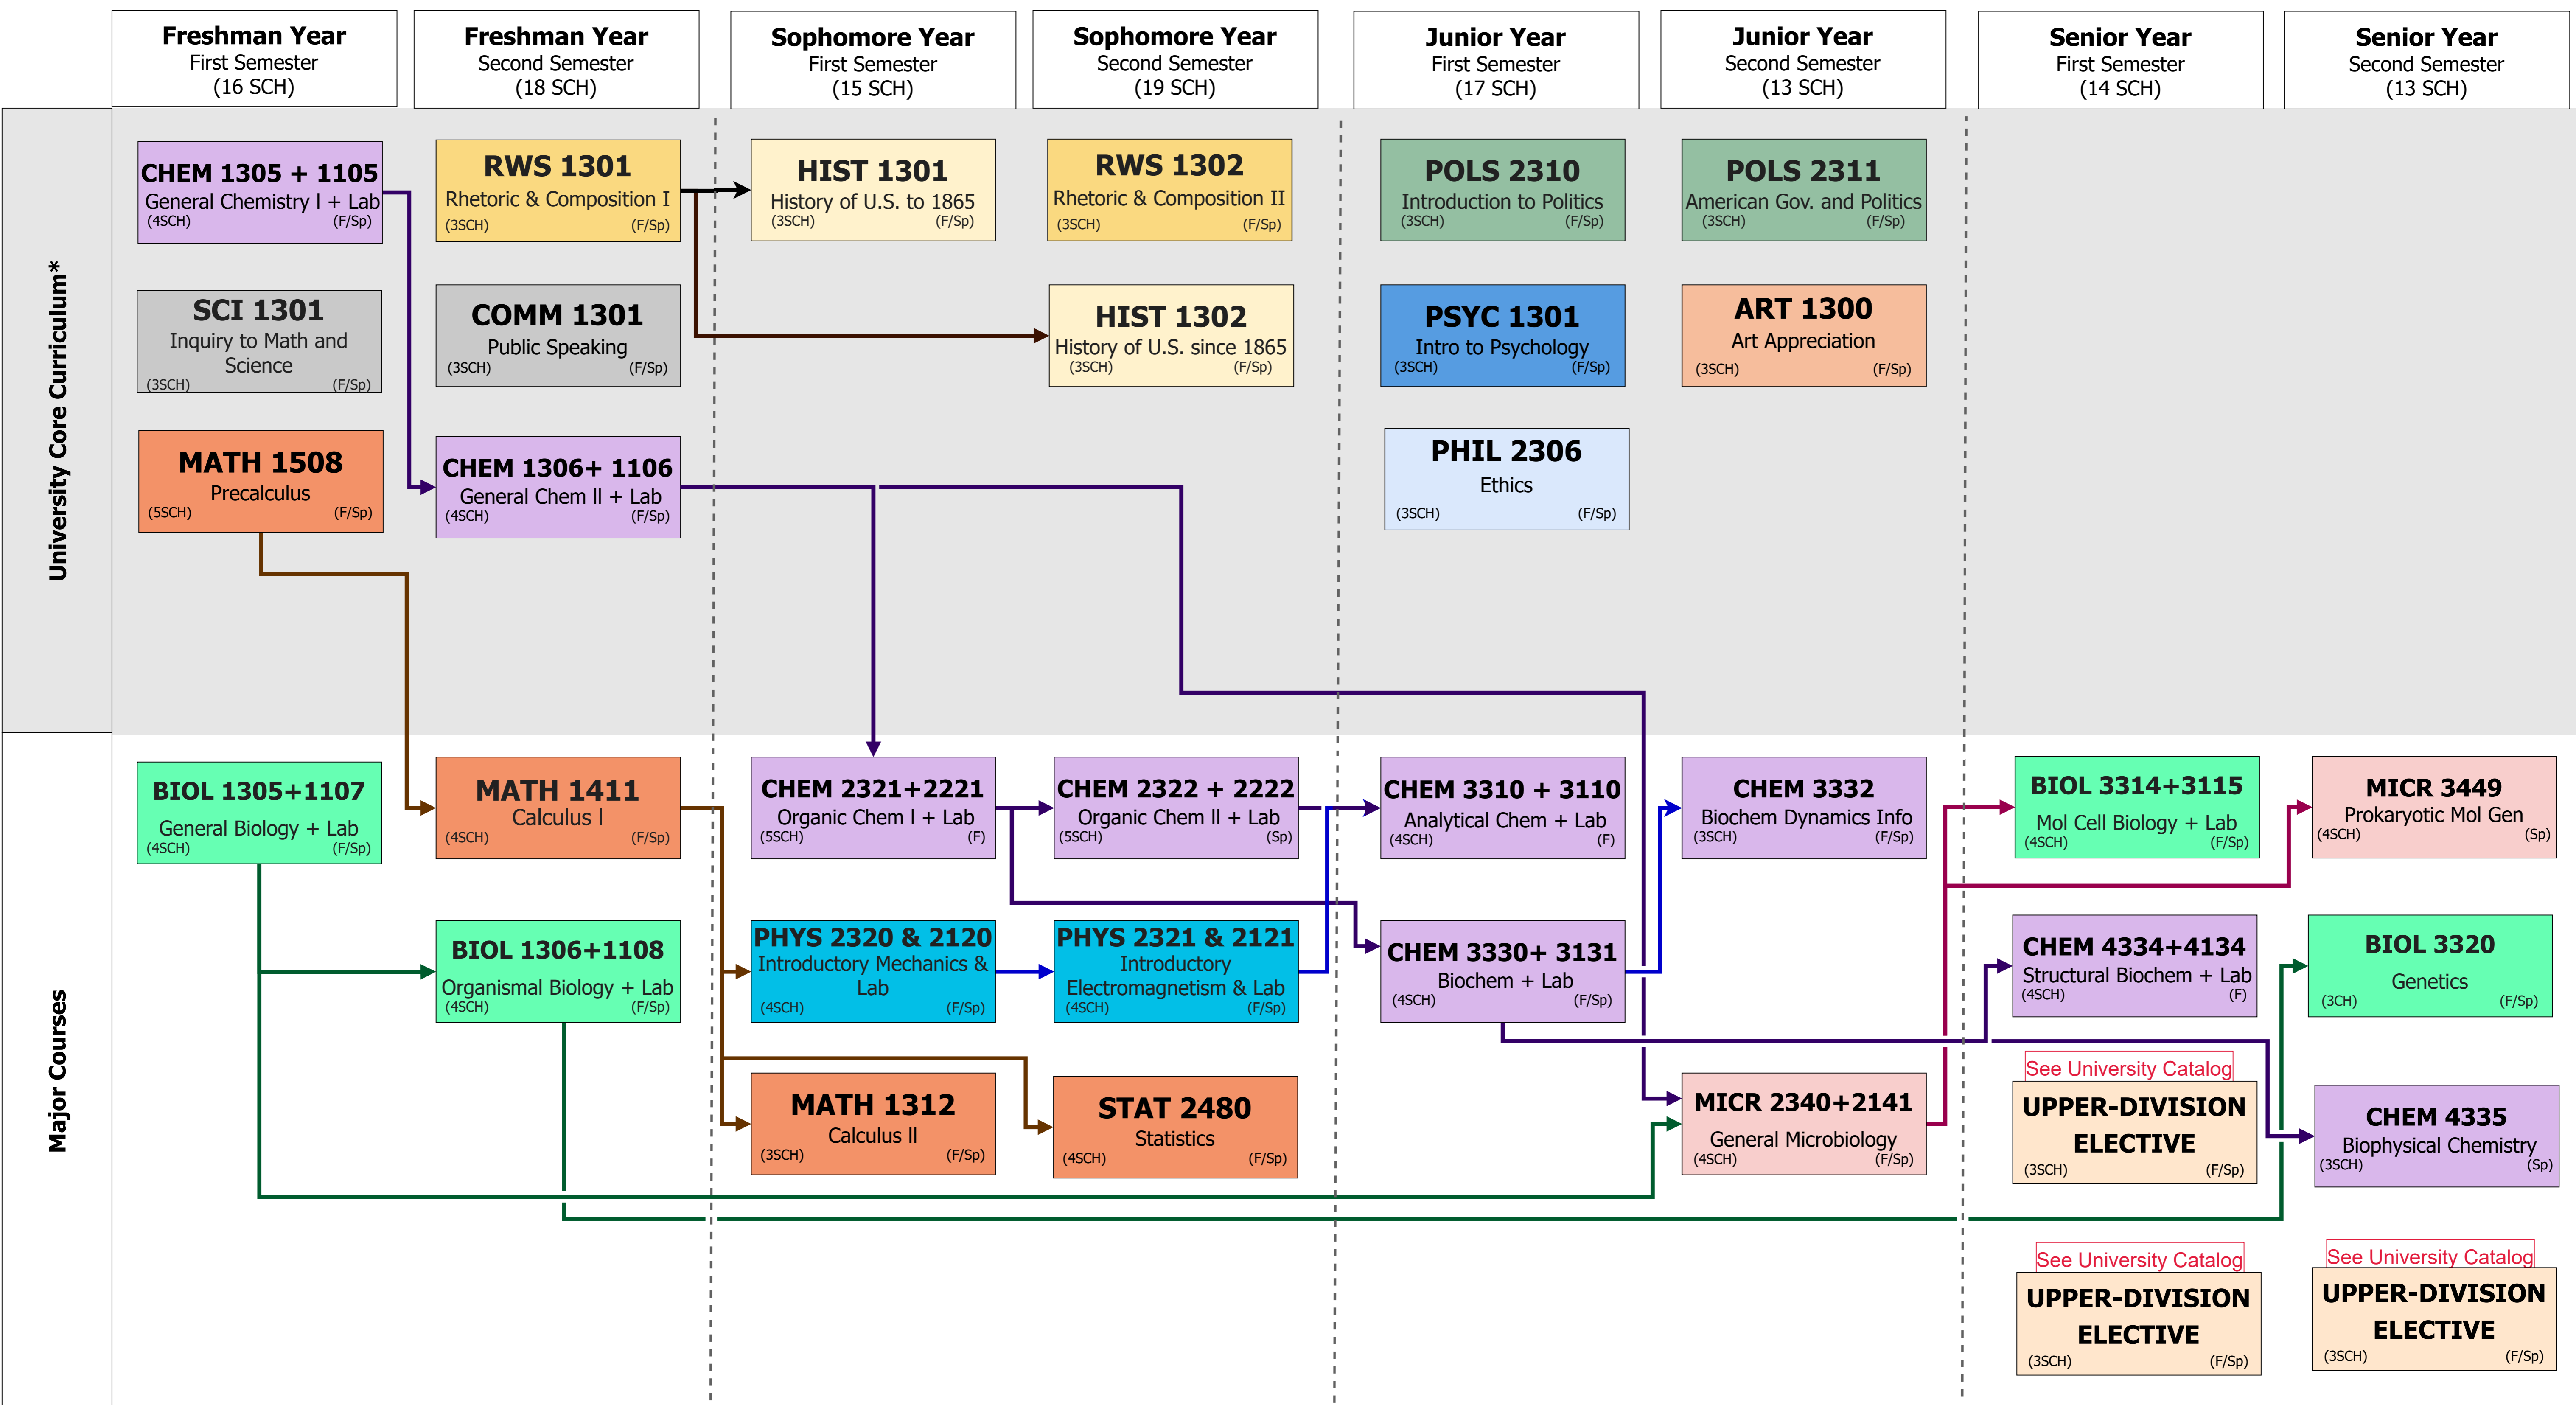 Freshman Year
First Semester
(16 SCH)
Freshman Year
Second Semester
(18 SCH)
Sophomore Year
First Semester
(15 SCH)
Sophomore Year
Second Semester
(19 SCH)
Junior Year
First Semester
(17 SCH)
Junior Year
Second Semester
(13 SCH)
Senior Year
First Semester
(14 SCH)
Senior Year
Second Semester
(13 SCH)
University Core Curriculum*
CHEM 1305 + 1105
General Chemistry I + Lab
(4SCH) (F/Sp)
RWS 1301
Rhetoric & Composition I
(3SCH) (F/Sp)
HIST 1301
History of U.S. to 1865
(3SCH) (F/Sp)
RWS 1302
Rhetoric & Composition II
(3SCH) (F/Sp)
POLS 2310
Introduction to Politics
(3SCH) (F/Sp)
POLS 2311
American Gov. and Politics
(3SCH) (F/Sp)
SCI 1301
Inquiry to Math and
Science
(3SCH) (F/Sp)
COMM 1301
Public Speaking
(3SCH) (F/Sp)
HIST 1302
History of U.S. since 1865
(3SCH) (F/Sp)
PSYC 1301
Intro to Psychology
(3SCH) (F/Sp)
ART 1300
Art Appreciation
(3SCH) (F/Sp)
MATH 1508
Precalculus
(5SCH) (F/Sp)
CHEM 1306+ 1106
General Chem II + Lab
(4SCH) (F/Sp)
PHIL 2306
Ethics
(3SCH) (F/Sp)
Major Courses
BIOL 1305+1107
General Biology + Lab
(4SCH) (F/Sp)
MATH 1411
Calculus I
(4SCH) (F/Sp)
CHEM 2321+2221
Organic Chem I + Lab
(5SCH) (F)
CHEM 2322 + 2222
Organic Chem II + Lab
(5SCH) (Sp)
CHEM 3310 + 3110
Analytical Chem + Lab
(4SCH) (F)
CHEM 3332
Biochem Dynamics Info
(3SCH) (F/Sp)
BIOL 3314+3115
Mol Cell Biology + Lab
(4SCH) (F/Sp)
MICR 3449
Prokaryotic Mol Gen
(4SCH) (Sp)
BIOL 1306+1108
Organismal Biology + Lab
(4SCH) (F/Sp)
PHYS 2320 & 2120
Introductory Mechanics &
Lab
(4SCH) (F/Sp)
PHYS 2321 & 2121
Introductory
Electromagnetism & Lab
(4SCH) (F/Sp)
CHEM 3330+ 3131
Biochem + Lab
(4SCH) (F/Sp)
CHEM 4334+4134
Structural Biochem + Lab
(4SCH) (F)
BIOL 3320
Genetics
(3CH) (F/Sp)
MATH 1312
Calculus II
(3SCH) (F/Sp)
STAT 2480
Statistics
(4SCH) (F/Sp)
MICR 2340+2141
General Microbiology
(4SCH) (F/Sp)
See University Catalog
UPPER-DIVISION
ELECTIVE
(3SCH) (F/Sp)
CHEM 4335
Biophysical Chemistry
(3SCH) (Sp)
See University Catalog
UPPER-DIVISION
ELECTIVE
(3SCH) (F/Sp)
See University Catalog
UPPER-DIVISION
ELECTIVE
(3SCH) (F/Sp)